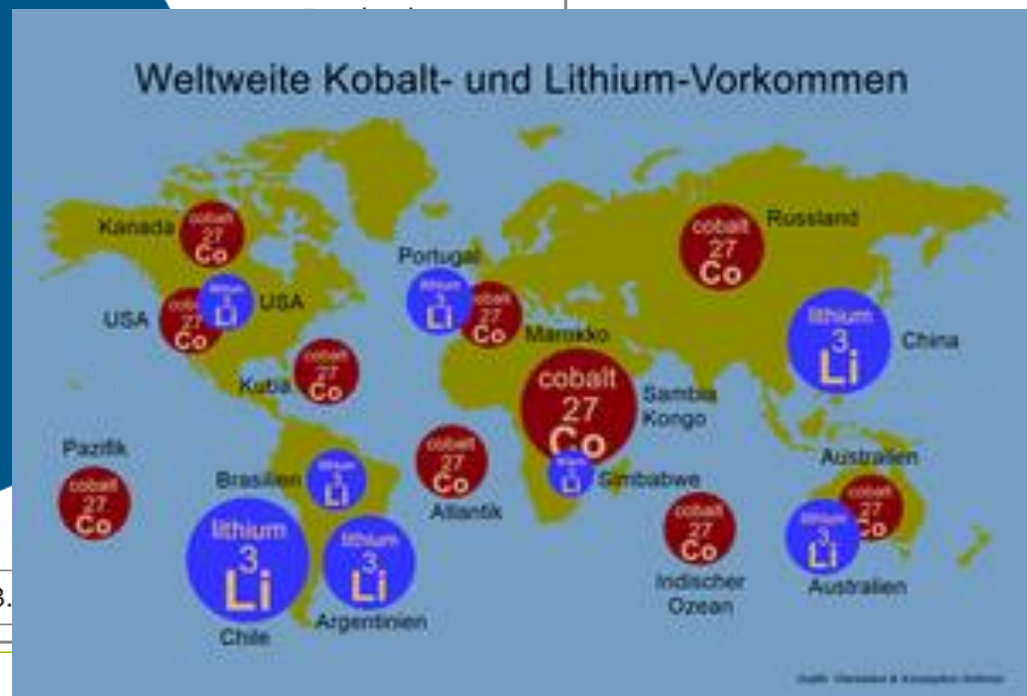 Weltweite Kobalt- und Lithium-Vorkommen
Kanada
cobalt
27
Co
cobalt
27
Co
Russland
Portugal
lithium
3
Li
cobalt
27
Co
Marokko
USA
cobalt
27
Co
lithium
3
Li
USA
lithium
3
Li
China
Kuba
cobalt
27
Co
cobalt
27
Co
Sambia
Kongo
Pazifik
cobalt
27
Co
Brasilien
lithium
3
Li
cobalt
27
Co
Atlantik
lithium
3
Li
Simbabwe
Australien
cobalt
27
Co
lithium
3
Li
Australien
cobalt
27
Co
Indischer
Ozean
lithium
3
Li
Chile
lithium
3
Li
Argentinien